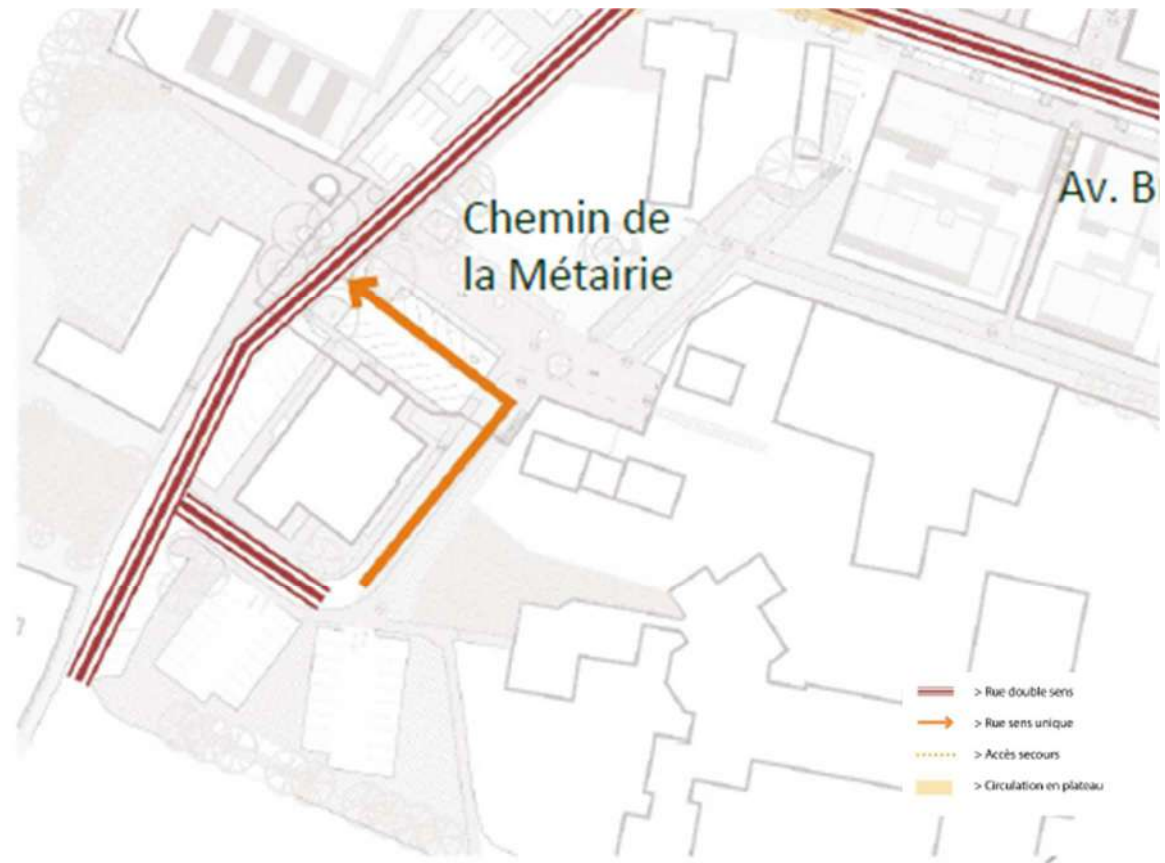 Chemin de
la Métairie
Av. B
> Rue double sens
> Rue sens unique
> Accès secours
> Circulation en plateau